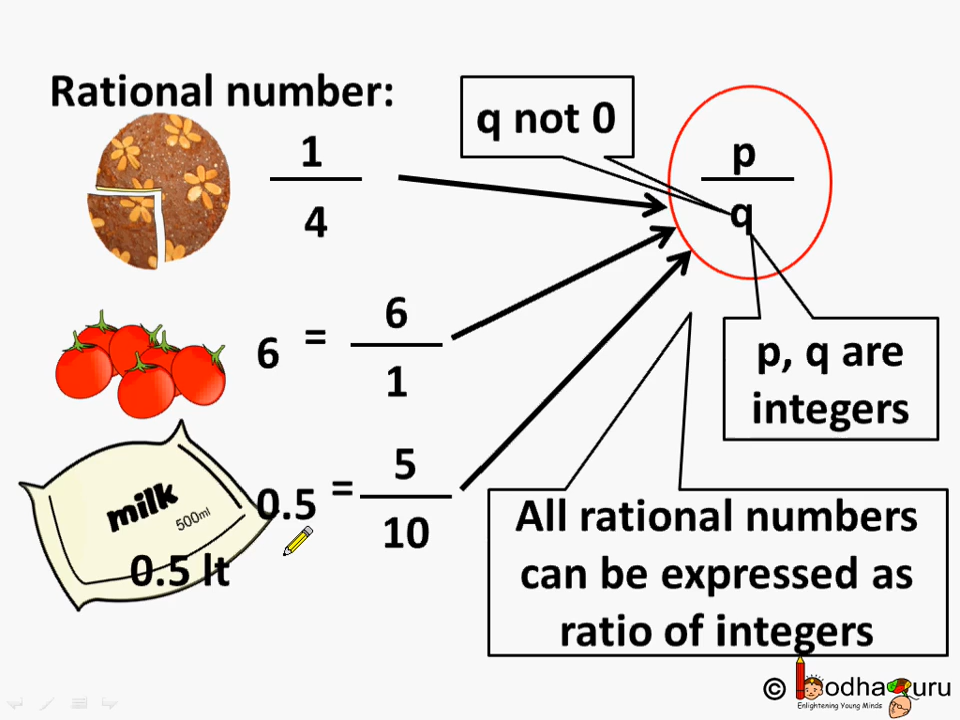 Rational number:
q not 0
1
4
p
q
6 = 6
1
p, q are
integers
milk
500ml
0.5 = 5
10
0.5 lt
All rational numbers
can be expressed as
ratio of integers
© BodhaGuru
Enlightening Young Minds